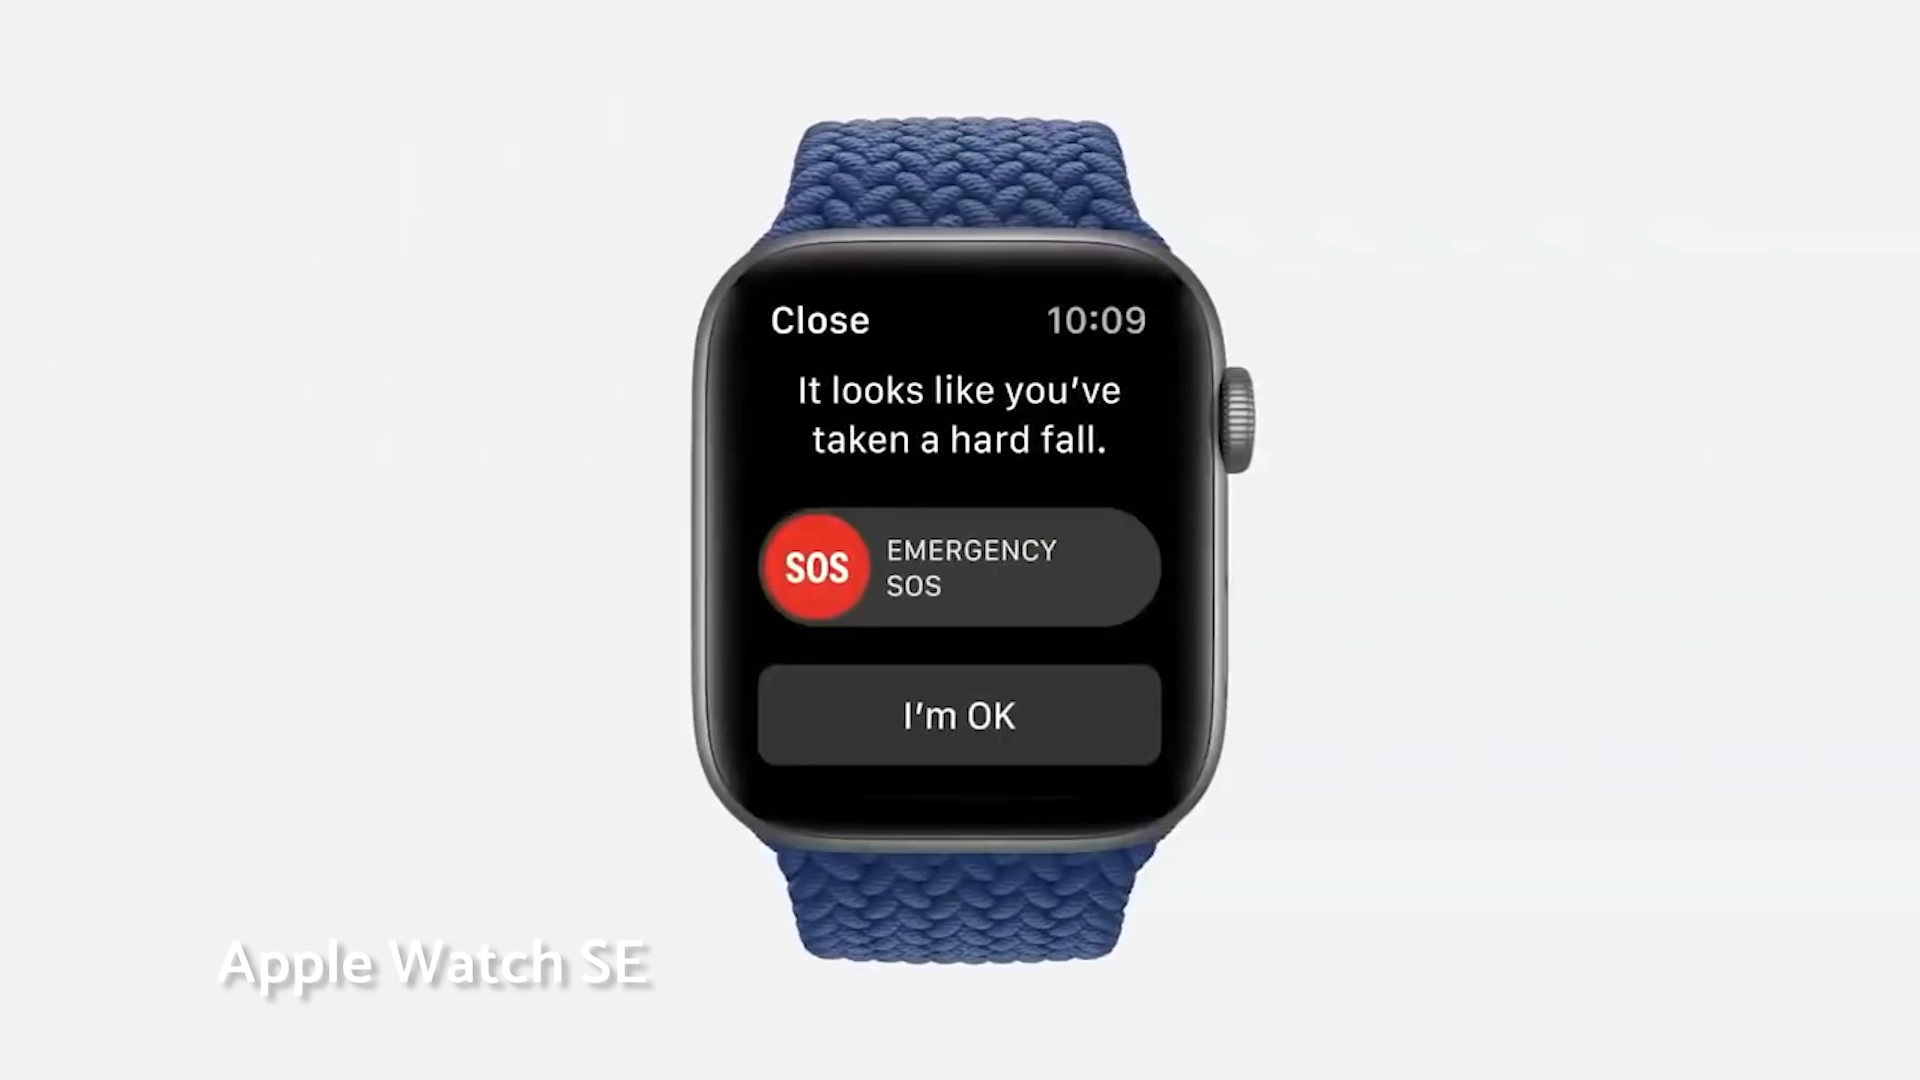 Close
10:09
It looks like you've
taken a hard fall.
SOS
EMERGENCY
SOS
I'm OK
Apple Watch SE